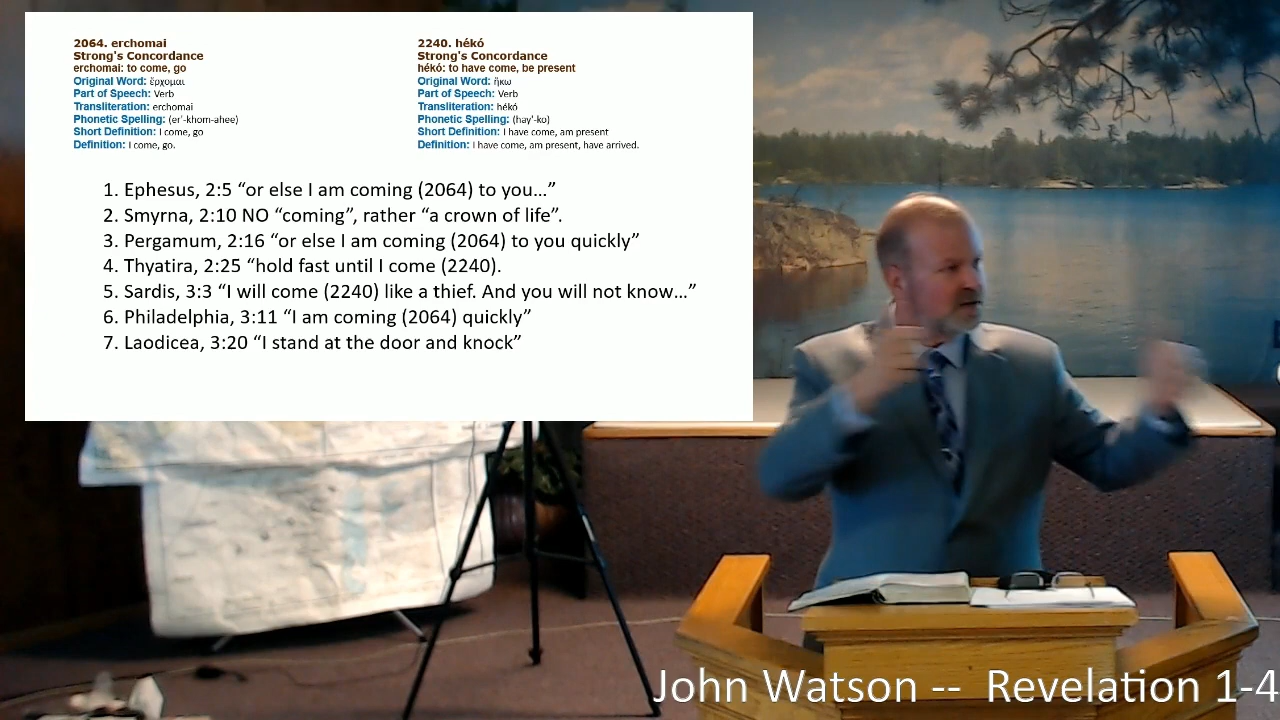 2064. erchomai
Strong's Concordance
erchomai: to come, go
Original Word: ἔρχομαι
Part of Speech: Verb
Transliteration: erchomai
Phonetic Spelling: (er'-khom-ahee)
Short Definition: I come, go
Definition: I come, go.
2240. hékó
Strong's Concordance
hékó: to have come, be present
Original Word: ἥκω
Part of Speech: Verb
Transliteration: hékó
Phonetic Spelling: (hay'-ko)
Short Definition: I have come, am present
Definition: I have come, am present, have arrived.
1. Ephesus, 2:5 “or else I am coming (2064) to you…”
2. Smyrna, 2:10 NO “coming”, rather “a crown of life”.
3. Pergamum, 2:16 “or else I am coming (2064) to you quickly”
4. Thyatira, 2:25 “hold fast until I come (2240).
5. Sardis, 3:3 “I will come (2240) like a thief. And you will not know…”
6. Philadelphia, 3:11 “I am coming (2064) quickly”
7. Laodicea, 3:20 “I stand at the door and knock”
John Watson -- Revelation 1-4